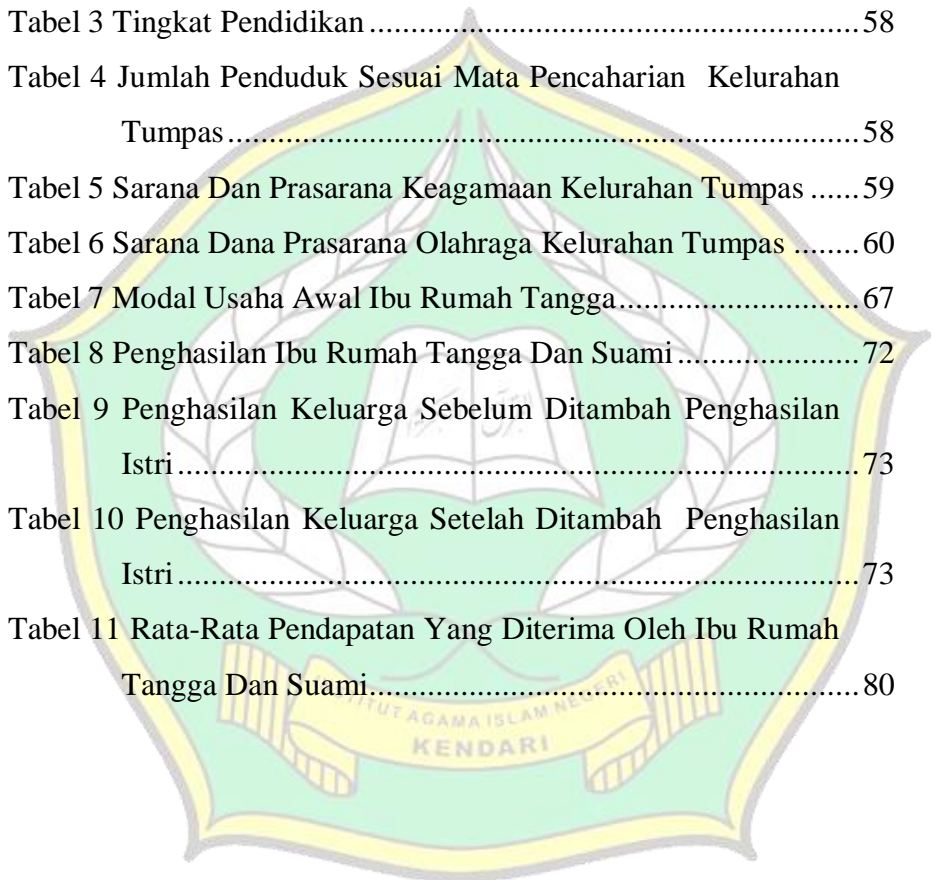 Tabel 3 Tingkat Pendidikan ........................................................... 58
Tabel 4 Jumlah Penduduk Sesuai Mata Pencaharian Kelurahan
Tumpas ............................................................................. 58
Tabel 5 Sarana Dan Prasarana Keagamaan Kelurahan Tumpas ...... 59
Tabel 6 Sarana Dana Prasarana Olahraga Kelurahan Tumpas ........ 60
Tabel 7 Modal Usaha Awal Ibu Rumah Tangga ............................. 67
Tabel 8 Penghasilan Ibu Rumah Tangga Dan Suami ...................... 72
Tabel 9 Penghasilan Keluarga Sebelum Ditambah Penghasilan
Istri ................................................................................... 73
Tabel 10 Penghasilan Keluarga Setelah Ditambah Penghasilan
Istri ................................................................................... 73
Tabel 11 Rata-Rata Pendapatan Yang Diterima Oleh Ibu Rumah
Tangga Dan Suami ........................................................... 80
INSTITUT AGAMA ISLAM NEGERI
KENDARI